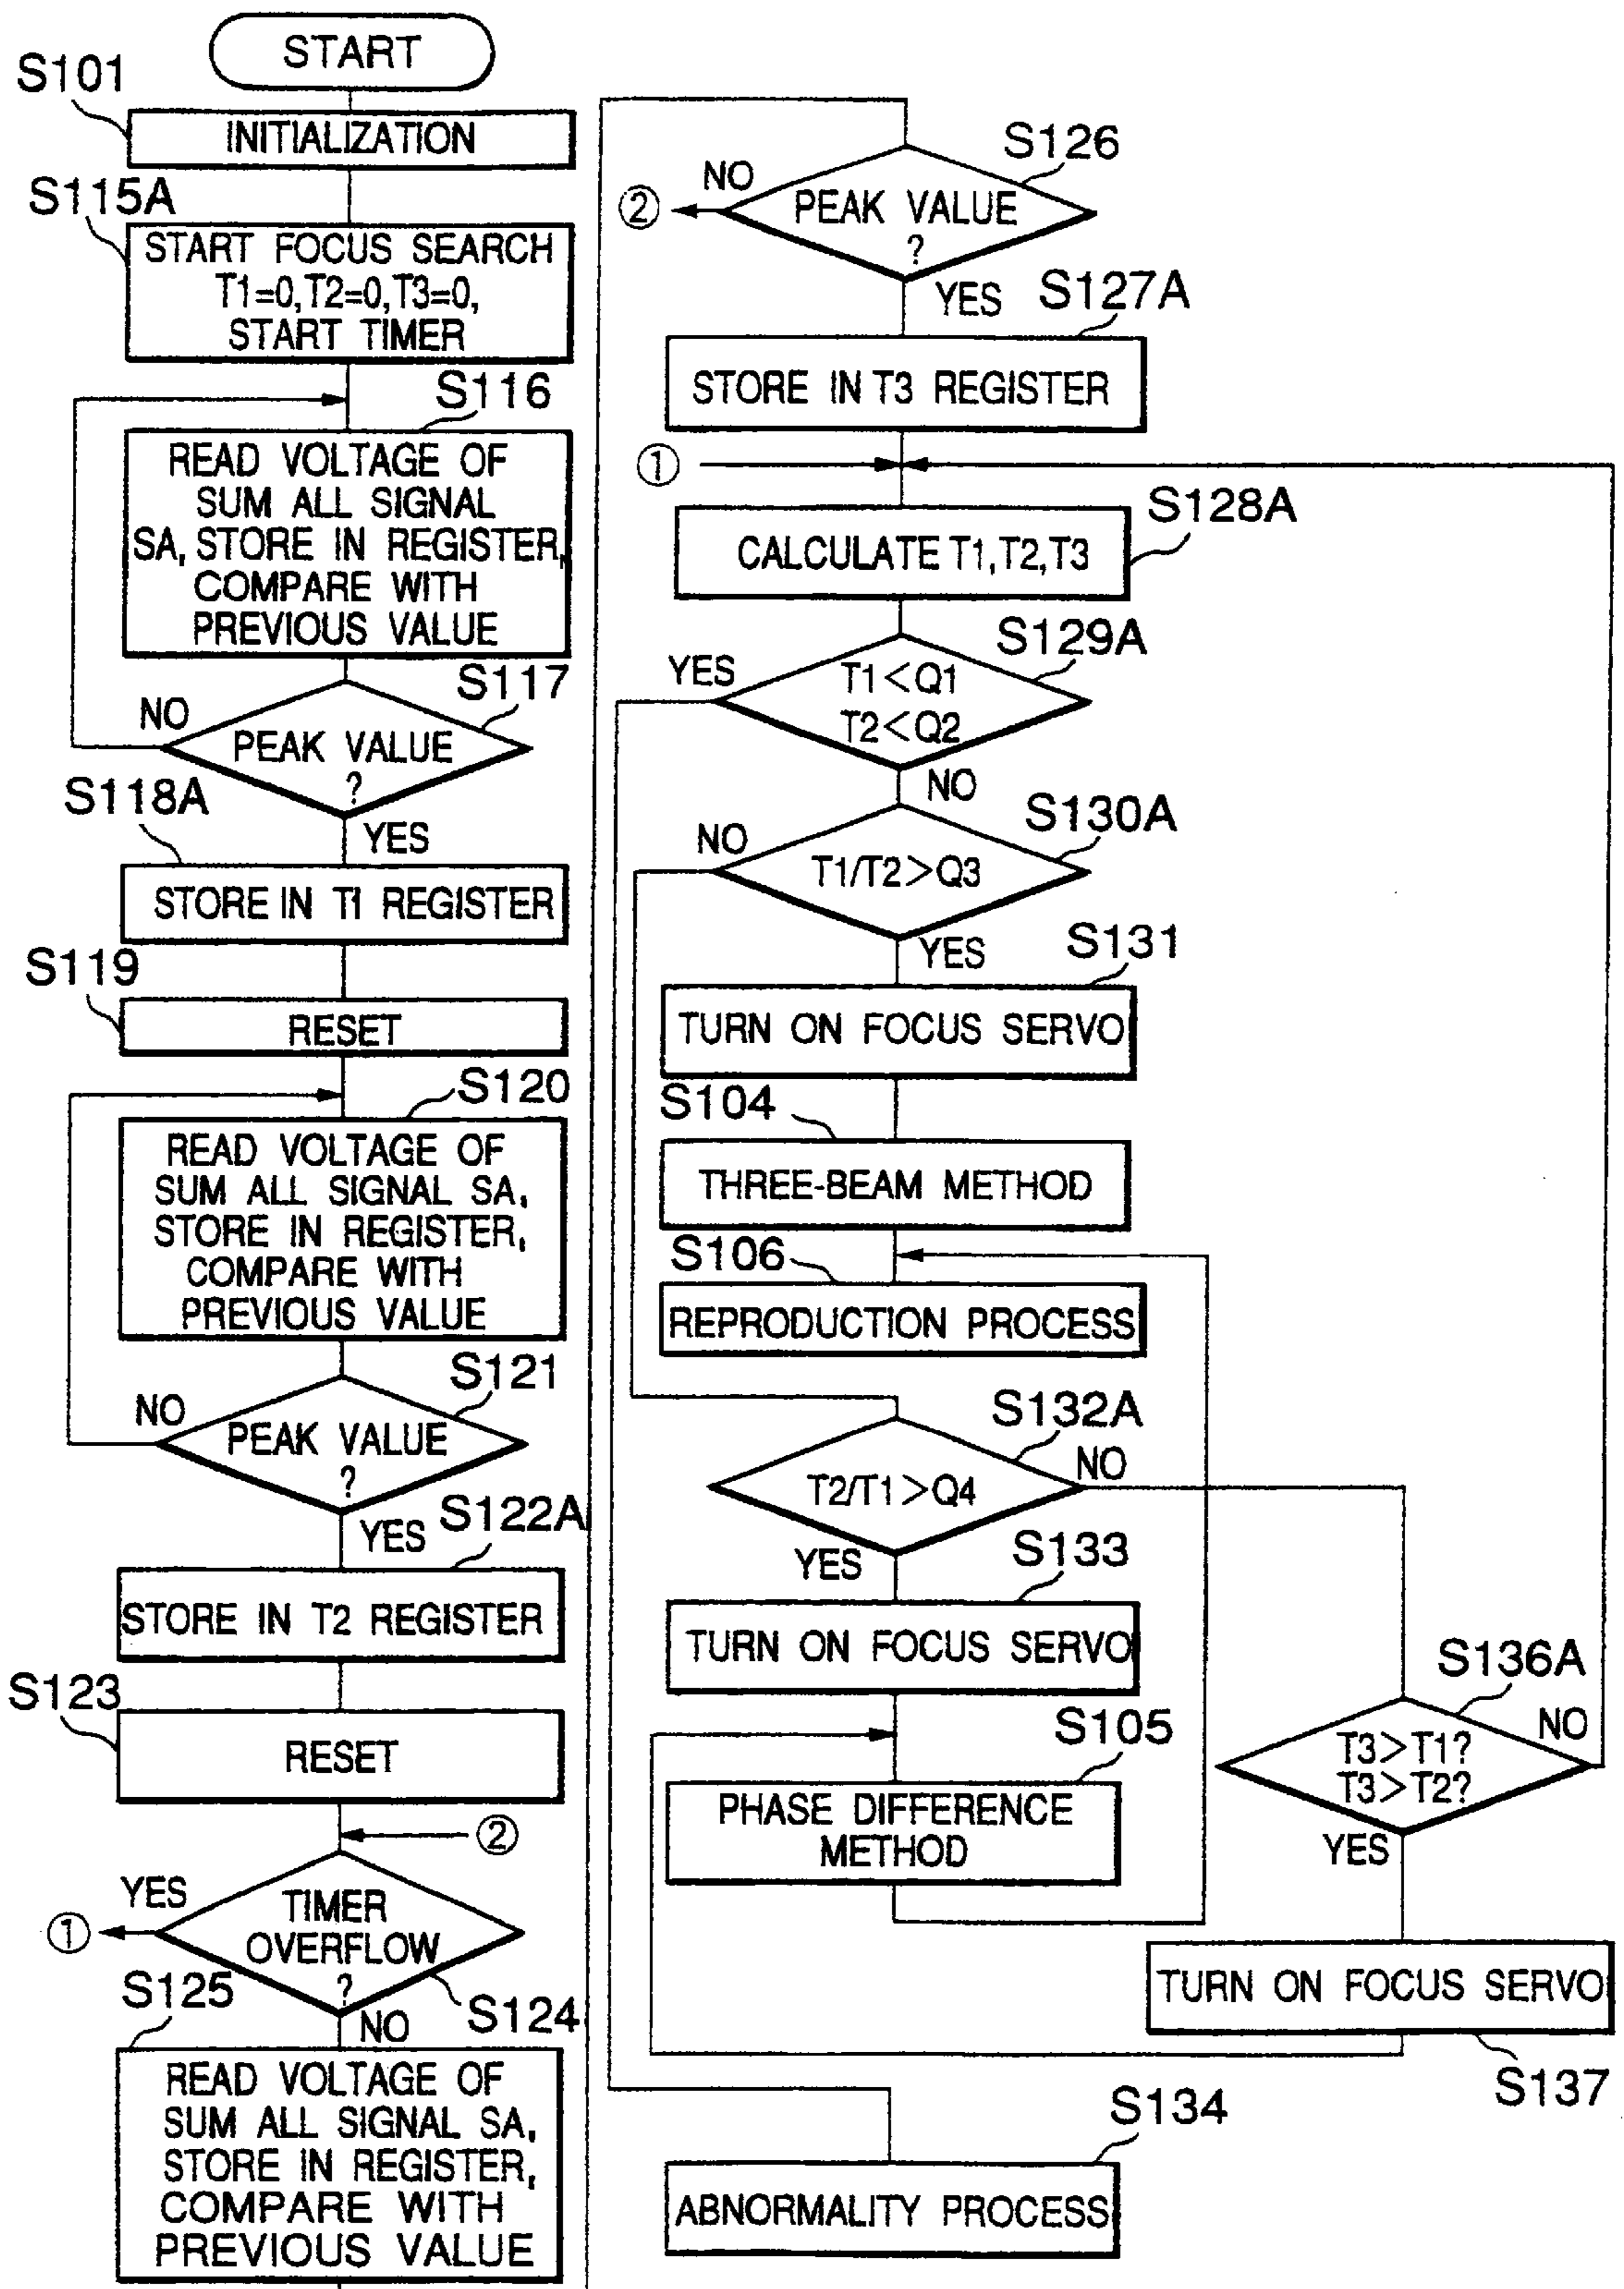 START
S101
INITIALIZATION
S115A
START FOCUS SEARCH
T1=0,T2=0,T3=0,
START TIMER
S116
READ VOLTAGE OF
SUM ALL SIGNAL
SA, STORE IN REGISTER,
COMPARE WITH
PREVIOUS VALUE
S117
NO
PEAK VALUE
?
S118A
YES
STORE IN T1 REGISTER
S119
RESET
S120
READ VOLTAGE OF
SUM ALL SIGNAL SA,
STORE IN REGISTER,
COMPARE WITH
PREVIOUS VALUE
S121
NO
PEAK VALUE
?
YES
S122A
STORE IN T2 REGISTER
S123
RESET
②
YES
TIMER
①
OVERFLOW
?
S125
S124
NO
READ VOLTAGE OF
SUM ALL SIGNAL SA,
STORE IN REGISTER,
COMPARE WITH
PREVIOUS VALUE
S126
NO
②
PEAK VALUE
?
YES
S127A
STORE IN T3 REGISTER
①
S128A
CALCULATE T1,T2,T3
S129A
YES
T1<Q1
T2<Q2
NO
S130A
NO
T1/T2>Q3
YES
S131
TURN ON FOCUS SERVO
S104
THREE-BEAM METHOD
S106
REPRODUCTION PROCESS
S132A
NO
T2/T1>Q4
YES
S133
TURN ON FOCUS SERVO
S136A
NO
T3>T1?
T3>T2?
YES
S105
PHASE DIFFERENCE
METHOD
TURN ON FOCUS SERVO
S137
S134
ABNORMALITY PROCESS